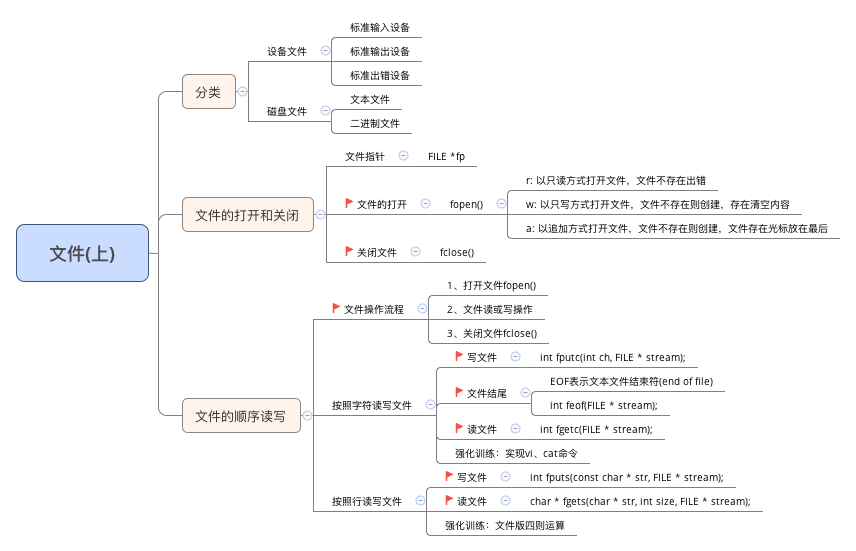 文件(上)
分类
设备文件
标准输入设备
标准输出设备
标准出错设备
磁盘文件
文本文件
二进制文件
文件的打开和关闭
文件指针
FILE *fp
文件的打开
fopen()
r: 以只读方式打开文件，文件不存在出错
w: 以只写方式打开文件，文件不存在则创建，存在清空内容
a: 以追加方式打开文件，文件不存在则创建，文件存在光标放在最后
关闭文件
fclose()
文件的顺序读写
文件操作流程
1、打开文件fopen()
2、文件读或写操作
3、关闭文件fclose()
按照字符读写文件
写文件
int fputc(int ch, FILE * stream);
文件结尾
EOF表示文本文件结束符(end of file)
int feof(FILE * stream);
读文件
int fgetc(FILE * stream);
强化训练：实现vi、cat命令
按照行读写文件
写文件
int fputs(const char * str, FILE * stream);
读文件
char * fgets(char * str, int size, FILE * stream);
强化训练：文件版四则运算